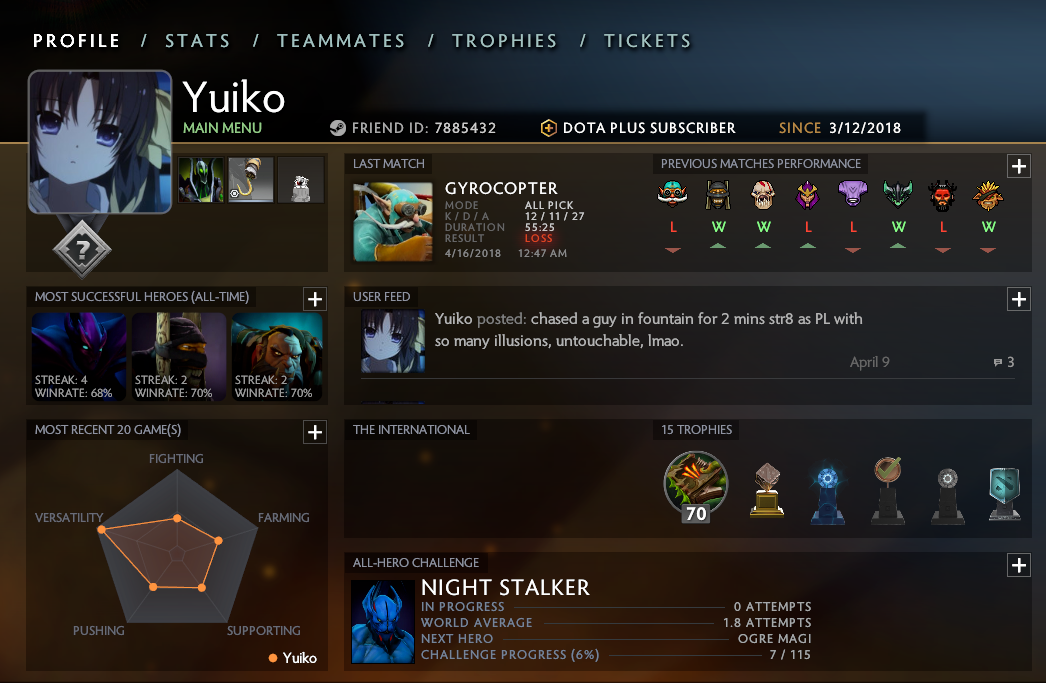 PROFILE / STATS / TEAMMATES / TROPHIES / TICKETS
Yuiko
MAIN MENU
FRIEND ID: 7885432
DOTA PLUS SUBSCRIBER
SINCE 3/12/2018
?
LAST MATCH
GYROCOPTER
MODE ALL PICK
K / D / A 12 / 11 / 27
DURATION 55:25
RESULT LOSS
4/16/2018 12:47 AM
PREVIOUS MATCHES PERFORMANCE
+
L W W L L W L W
MOST SUCCESSFUL HEROES (ALL-TIME)
+
STREAK: 4
WINRATE: 68%
STREAK: 2
WINRATE: 70%
STREAK: 2
WINRATE: 70%
USER FEED
+
Yuiko posted: chased a guy in fountain for 2 mins str8 as PL with
so many illusions, untouchable, lmao.
April 9
3
MOST RECENT 20 GAME(S)
+
FIGHTING
VERSATILITY
FARMING
PUSHING
SUPPORTING
Yuiko
THE INTERNATIONAL
15 TROPHIES
70
ALL-HERO CHALLENGE
+
NIGHT STALKER
IN PROGRESS 0 ATTEMPTS
WORLD AVERAGE 1.8 ATTEMPTS
NEXT HERO OGRE MAGI
CHALLENGE PROGRESS (6%) 7 / 115